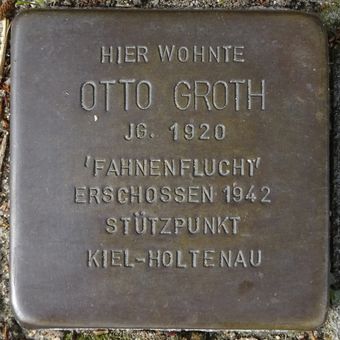 HIER WOHNTE
OTTO GROTH
JG. 1920
'FAHNENFLUCHT'
ERSCHOSSEN 1942
STÜTZPUNKT
KIEL-HOLTENAU